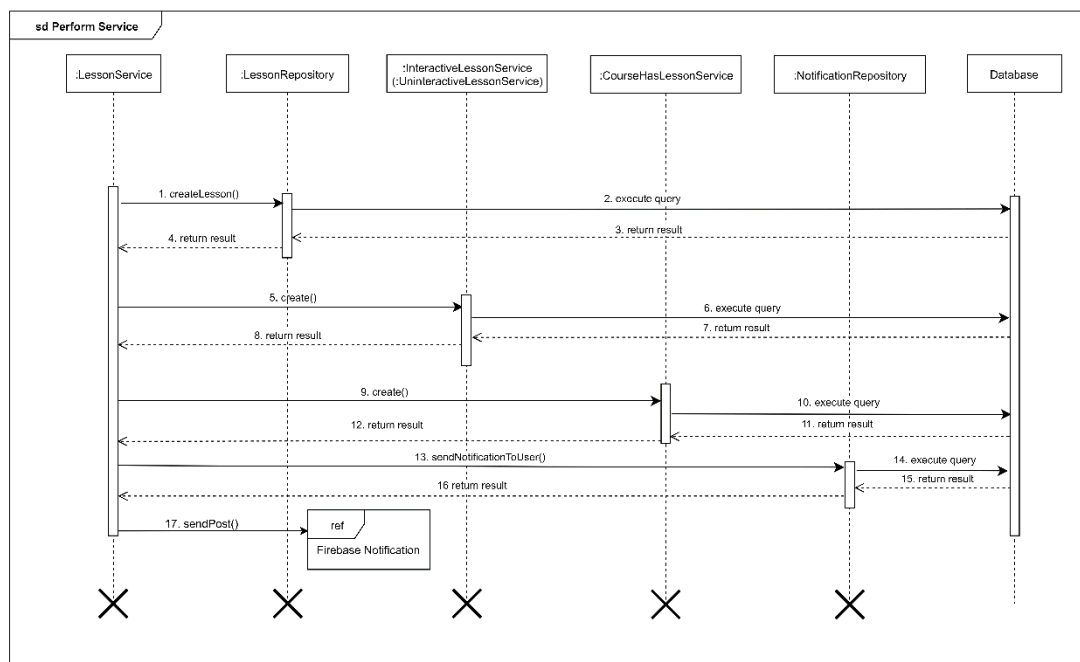 sd Perform Service
:LessonService
:LessonRepository
:InteractiveLessonService
(:UninteractiveLessonService)
:CourseHasLessonService
:NotificationRepository
Database
1. createLesson()
2. execute query
3. return result
4. return result
5. create()
6. execute query
7. return result
8. return result
9. create()
10. execute query
11. return result
12. return result
13. sendNotificationToUser()
14. execute query
15. return result
16 return result
17. sendPost()
ref
Firebase Notification